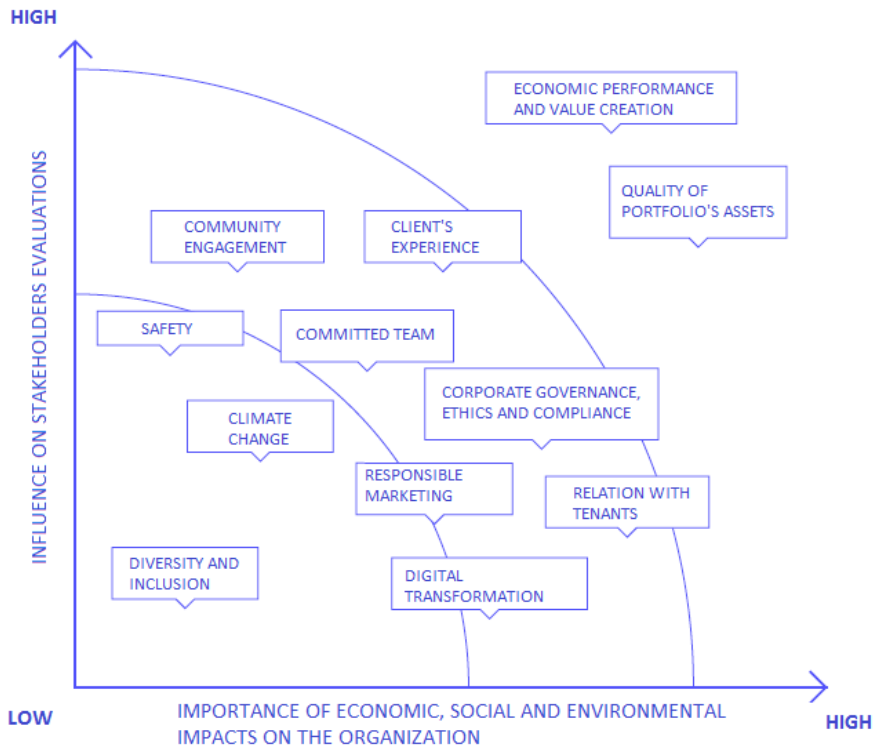 HIGH
ECONOMIC PERFORMANCE
AND VALUE CREATION
QUALITY OF
PORTFOLIO'S ASSETS
COMMUNITY
ENGAGEMENT
CLIENT'S
EXPERIENCE
SAFETY
COMMITTED TEAM
CORPORATE GOVERNANCE,
ETHICS AND COMPLIANCE
CLIMATE
CHANGE
RESPONSIBLE
MARKETING
RELATION WITH
TENANTS
DIVERSITY AND
INCLUSION
DIGITAL
TRANSFORMATION
INFLUENCE ON STAKEHOLDERS EVALUATIONS
LOW
IMPORTANCE OF ECONOMIC, SOCIAL AND ENVIRONMENTAL
IMPACTS ON THE ORGANIZATION
HIGH